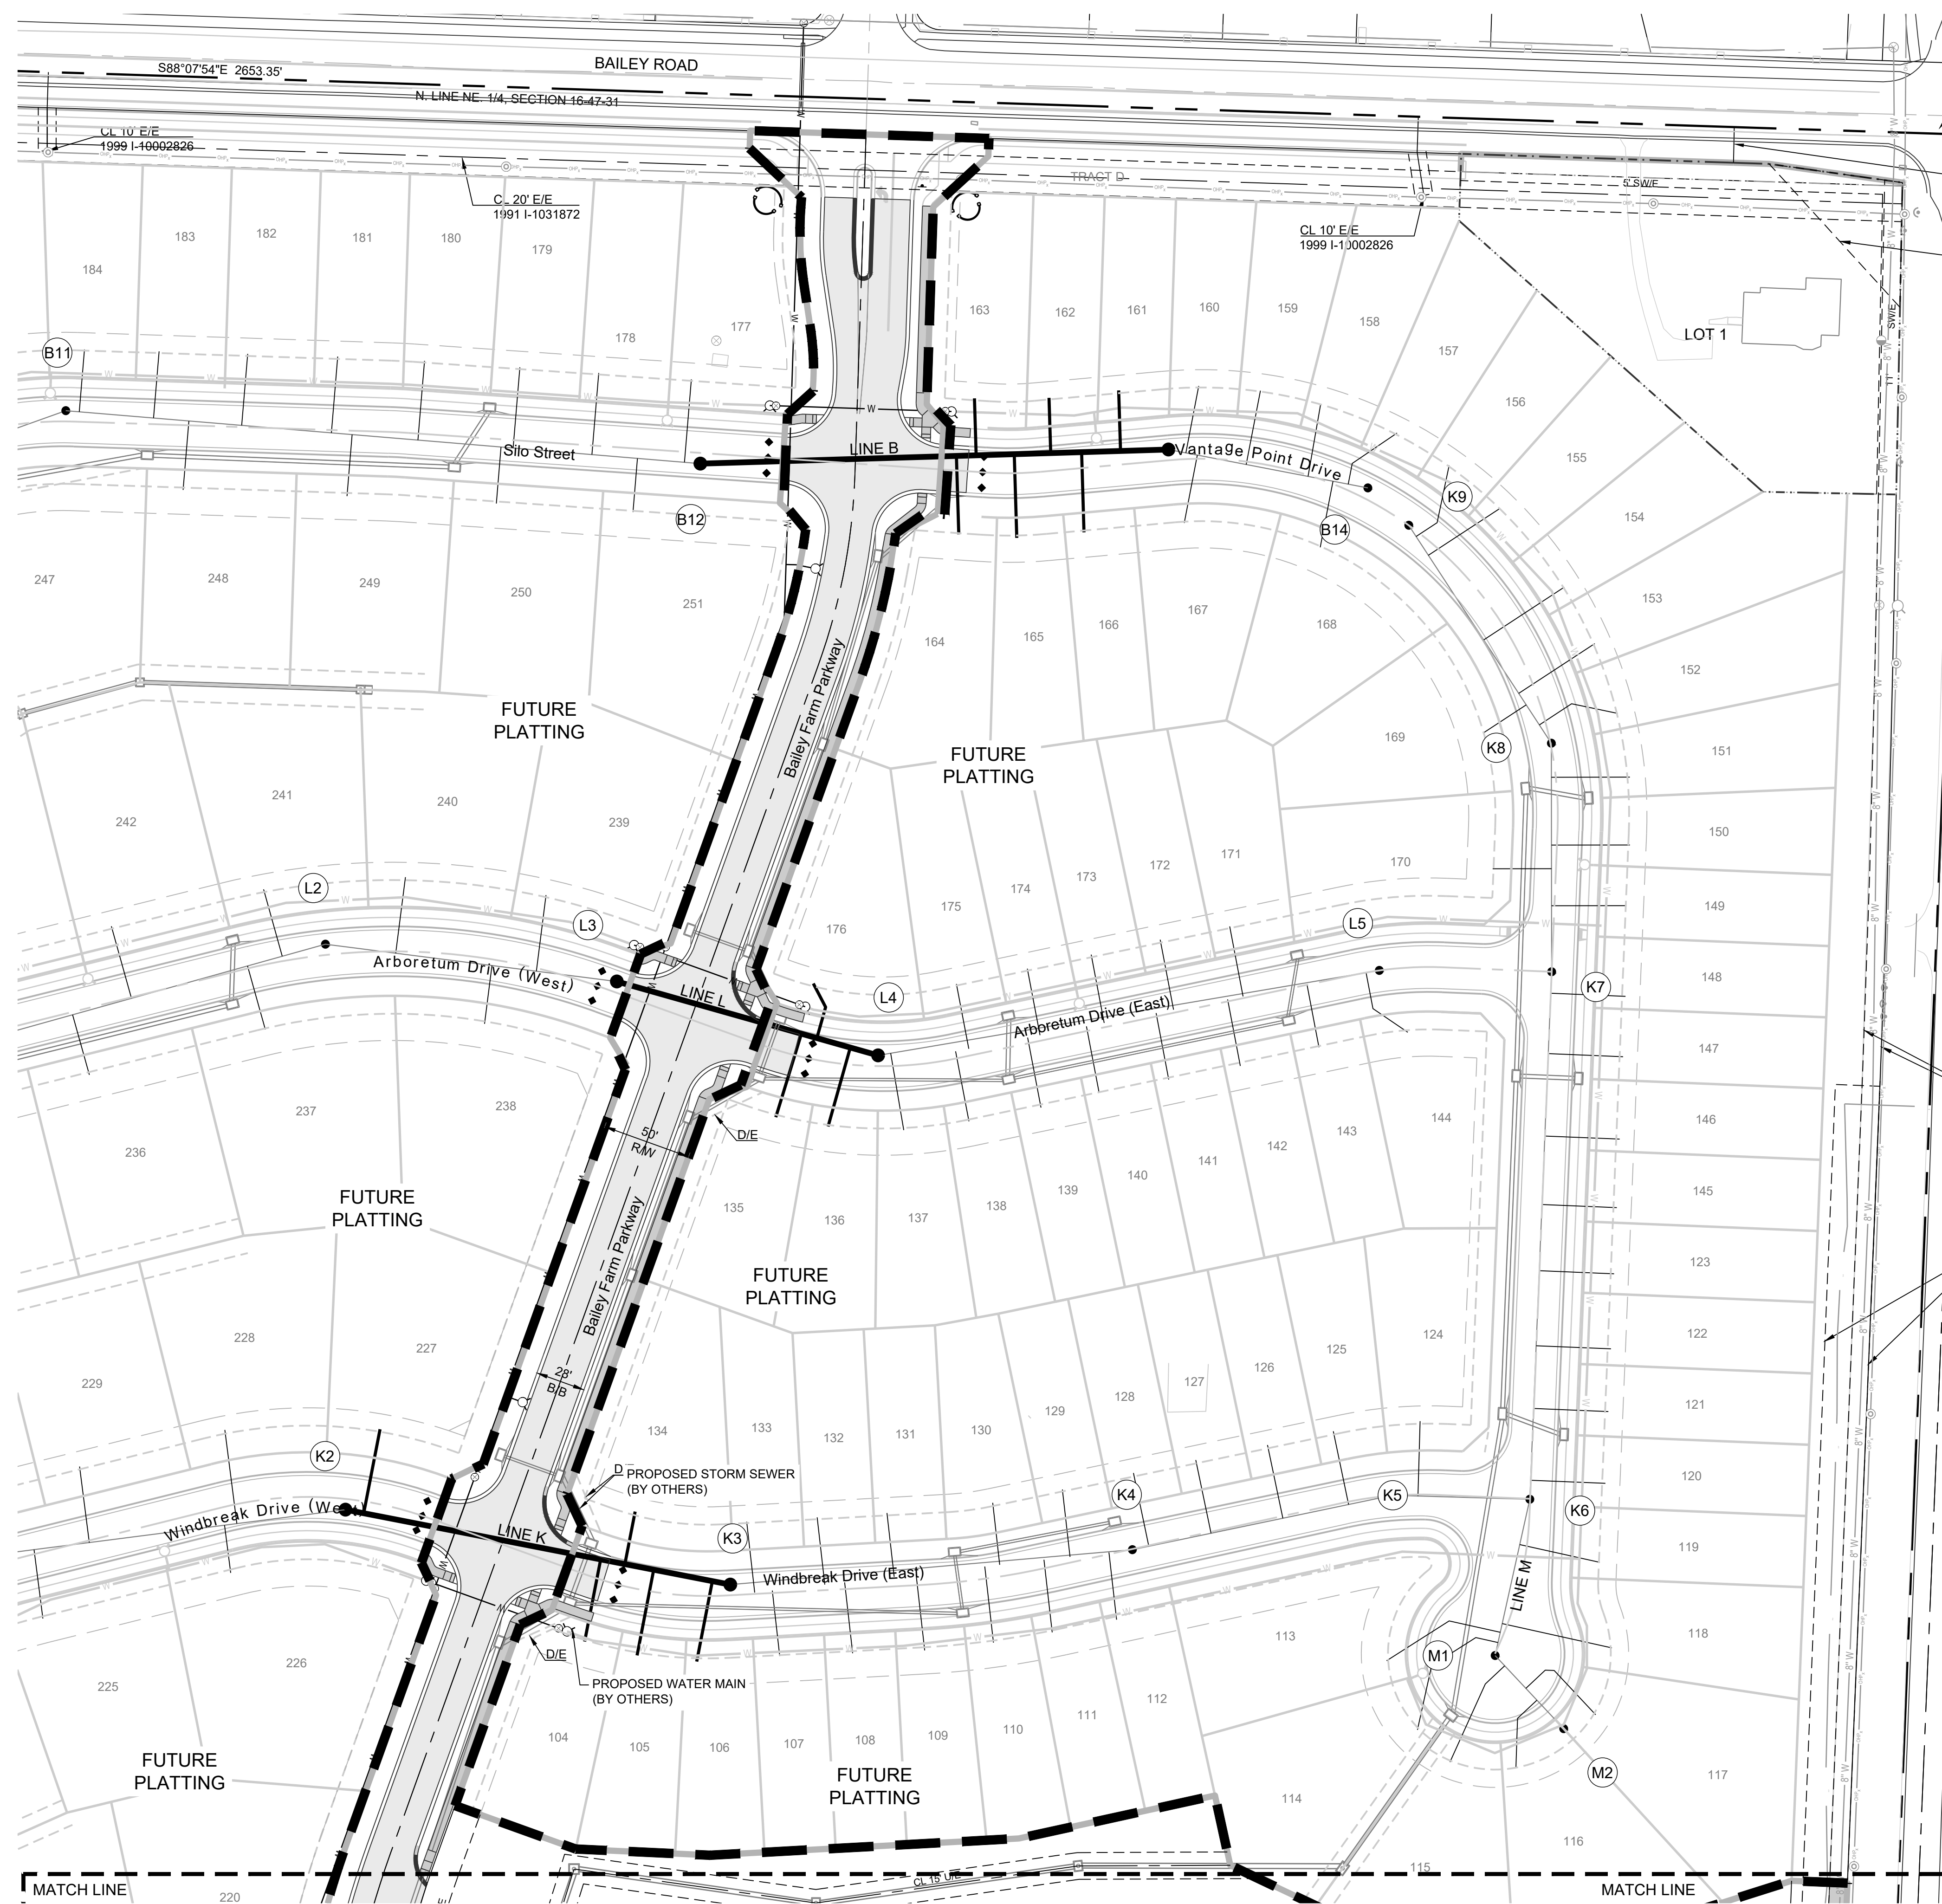 BAILEY ROAD
S88°07'54"E 2653.35'
N. LINE NE. 1/4, SECTION 16-47-31
CL 10' E/E
1999 I-10002826
TRACT D
5' SW/E
CL 20' E/E
1991 I-1031872
CL 10' E/E
1999 I-10002826
184
183
182
181
180
179
178
177
163
162
161
160
159
158
157
156
155
154
153
152
151
150
149
148
147
146
145
123
122
121
120
119
118
117
116
115
114
LOT 1
SW/E
B11
Silo Street
LINE B
Vantage Point Drive
K9
B12
B14
247
248
249
250
251
164
165
166
167
168
169
170
K8
FUTURE
PLATTING
Bailey Farm Parkway
FUTURE
PLATTING
242
241
240
239
176
175
174
173
172
171
L2
L3
L4
L5
K7
Arboretum Drive (West)
LINE L
Arboretum Drive (East)
236
237
238
50'
R/W
D/E
135
136
137
138
139
140
141
142
143
144
FUTURE
PLATTING
Bailey Farm Parkway
FUTURE
PLATTING
229
228
227
28'
B/B
134
133
132
131
130
129
128
127
126
125
124
K2
PROPOSED STORM SEWER
(BY OTHERS)
K3
K4
K5
K6
Windbreak Drive (West)
LINE K
Windbreak Drive (East)
LINE M
D/E
PROPOSED WATER MAIN
(BY OTHERS)
M1
M2
225
226
104
105
106
107
108
109
110
111
112
113
FUTURE
PLATTING
FUTURE
PLATTING
220
CL 15' U/E
MATCH LINE
MATCH LINE
8" W
8" W
8" W
8" W
8" W
8" W
8" W
8" W